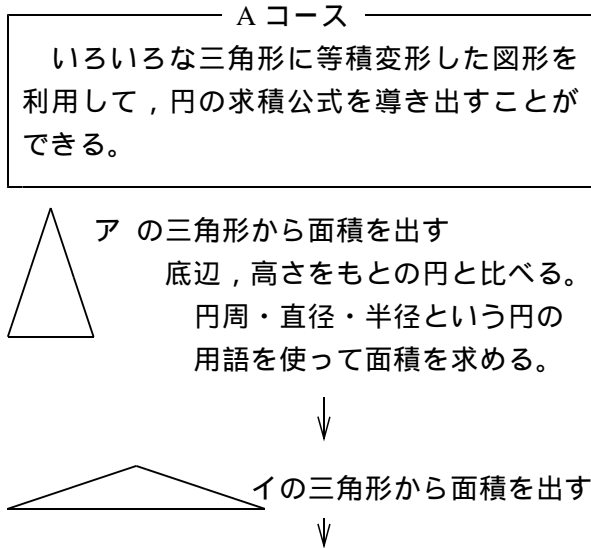 Aコース
いろいろな三角形に等積変形した図形を
利用して，円の求積公式を導き出すことが
できる。
ア の三角形から面積を出す
底辺，高さをもとの円と比べる。
円周・直径・半径という円の
用語を使って面積を求める。
イの三角形から面積を出す